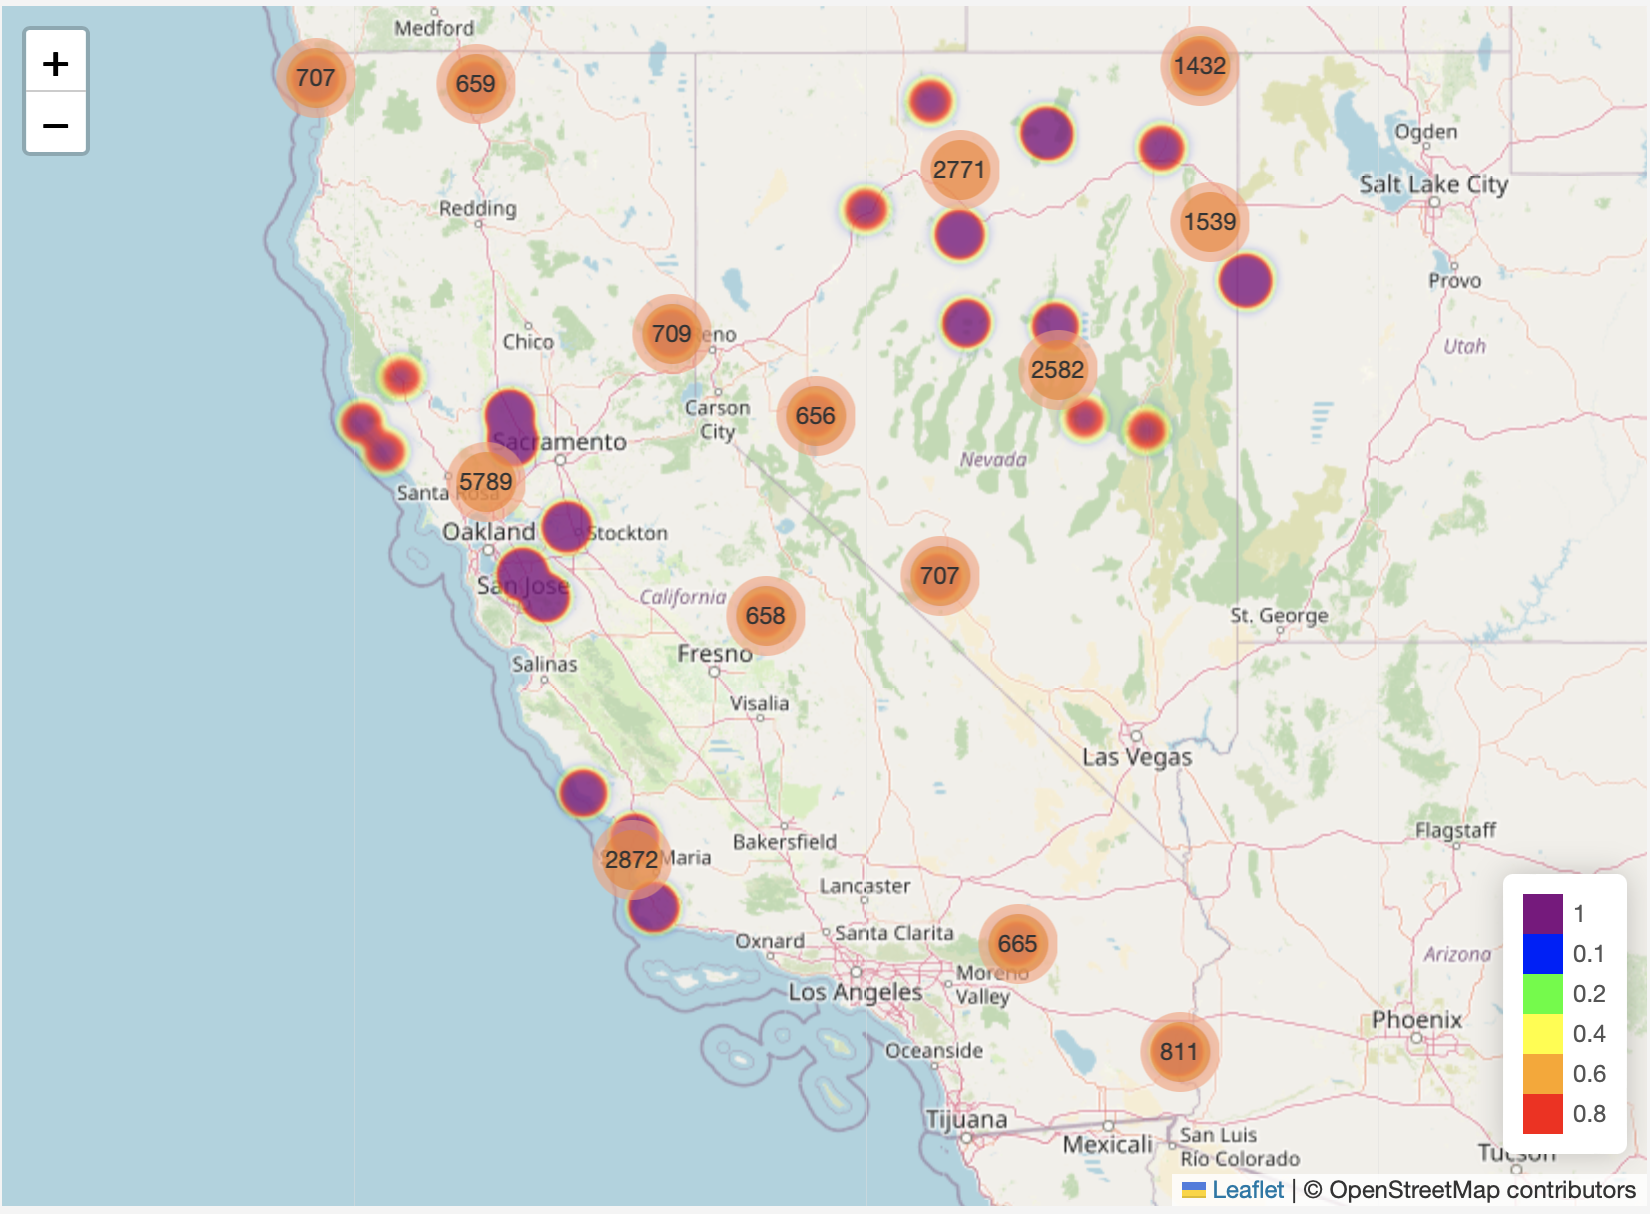 +
−
Medford
707
659
1432
Ogden
2771
Salt Lake City
Redding
1539
Provo
Chico
709
eno
Utah
2582
Carson
City
656
Sacramento
Nevada
5789
Santa Rosa
Oakland
Stockton
San Jose
California
707
658
St. George
Fresno
Salinas
Visalia
Las Vegas
Flagstaff
Bakersfield
2872
Maria
Lancaster
Oxnard
Santa Clarita
665
Moreno
Valley
Los Angeles
Arizona
Phoenix
Oceanside
811
Tijuana
Mexicali
San Luis
Río Colorado
Tucson
1
0.1
0.2
0.4
0.6
0.8
Leaflet | © OpenStreetMap contributors